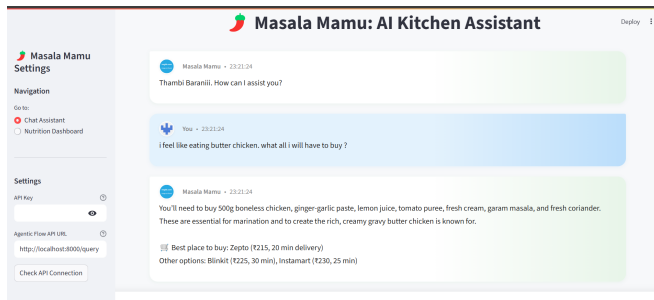 Masala Mamu: AI Kitchen Assistant
Deploy
Masala Mamu
Settings
Navigation
Go to:
Chat Assistant
Nutrition Dashboard
Settings
API Key
Agentic Flow API URL
http://localhost:8000/query
Check API Connection
Masala Mamu • 23:21:24
Thambi Baraniii. How can I assist you?
You • 23:21:24
i feel like eating butter chicken. what all i will have to buy ?
Masala Mamu • 23:21:24
You'll need to buy 500g boneless chicken, ginger-garlic paste, lemon juice, tomato puree, fresh cream, garam masala, and fresh coriander.
These are essential for marination and to create the rich, creamy gravy butter chicken is known for.
Best place to buy: Zepto (₹215, 20 min delivery)
Other options: Blinkit (₹225, 30 min), Instamart (₹230, 25 min)